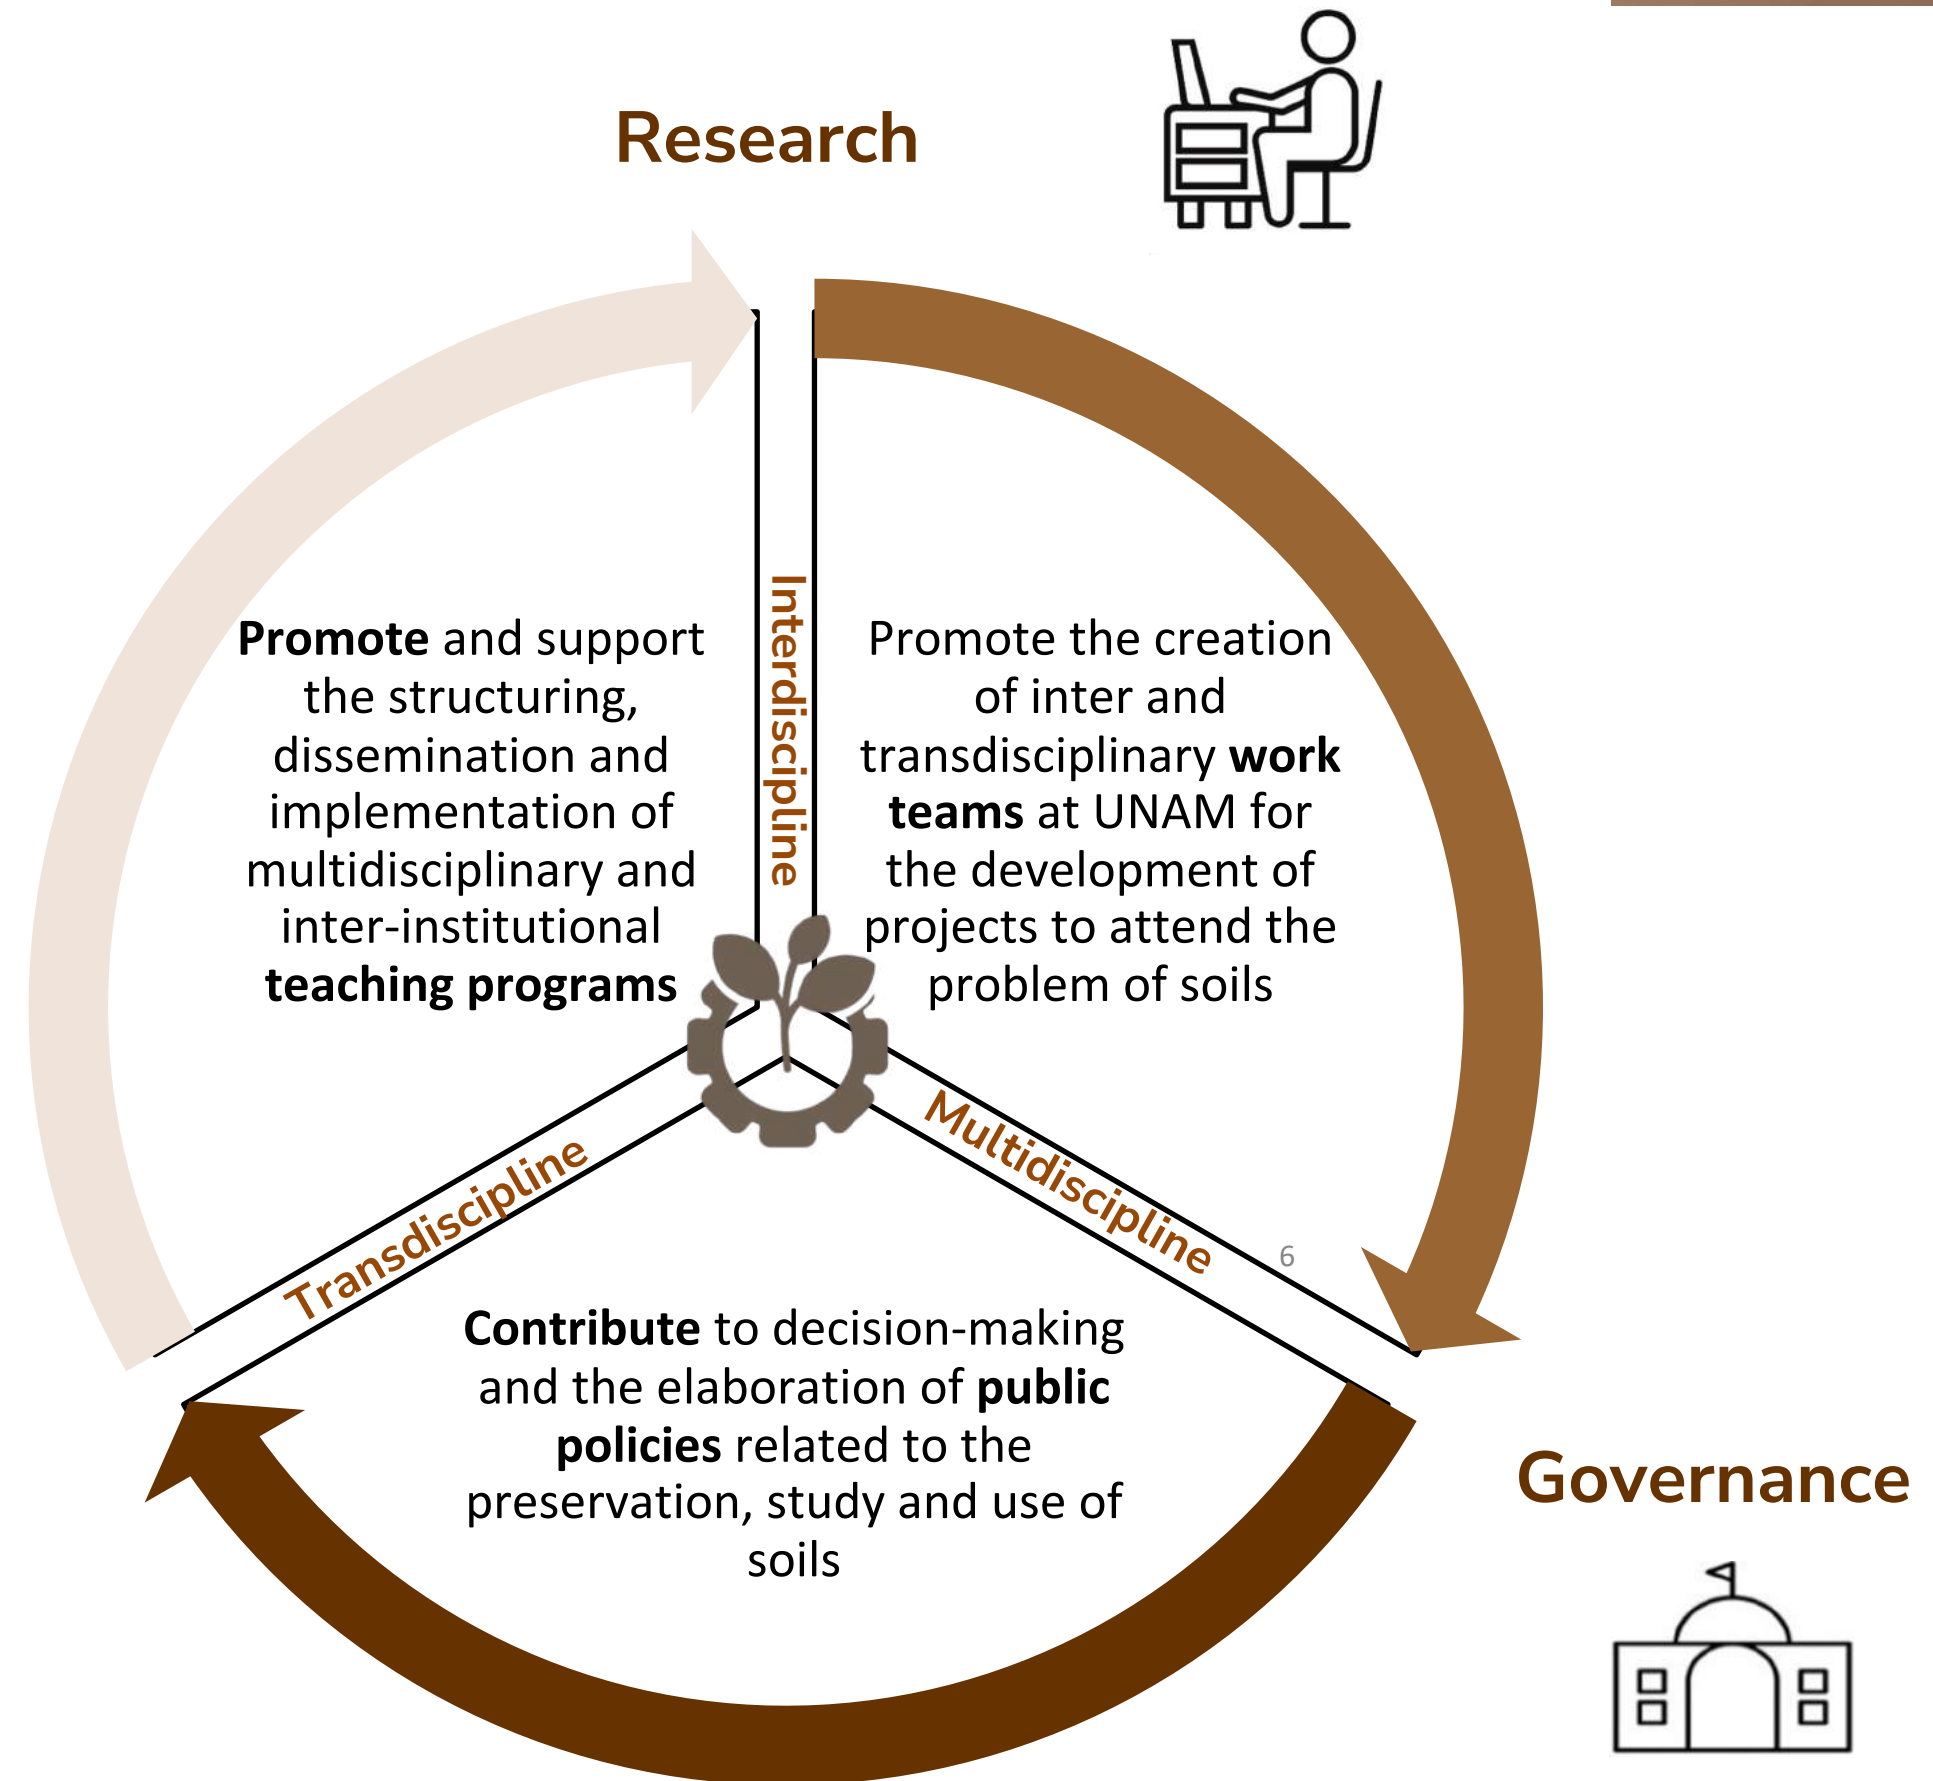 Research
Interdiscipline
Promote and support
the structuring,
dissemination and
implementation of
multidisciplinary and
inter-institutional
teaching programs
Promote the creation
of inter and
transdisciplinary work
teams at UNAM for
the development of
projects to attend the
problem of soils
Transdiscipline
Multidiscipline
6
Contribute to decision-making
and the elaboration of public
policies related to the
preservation, study and use of
soils
Governance